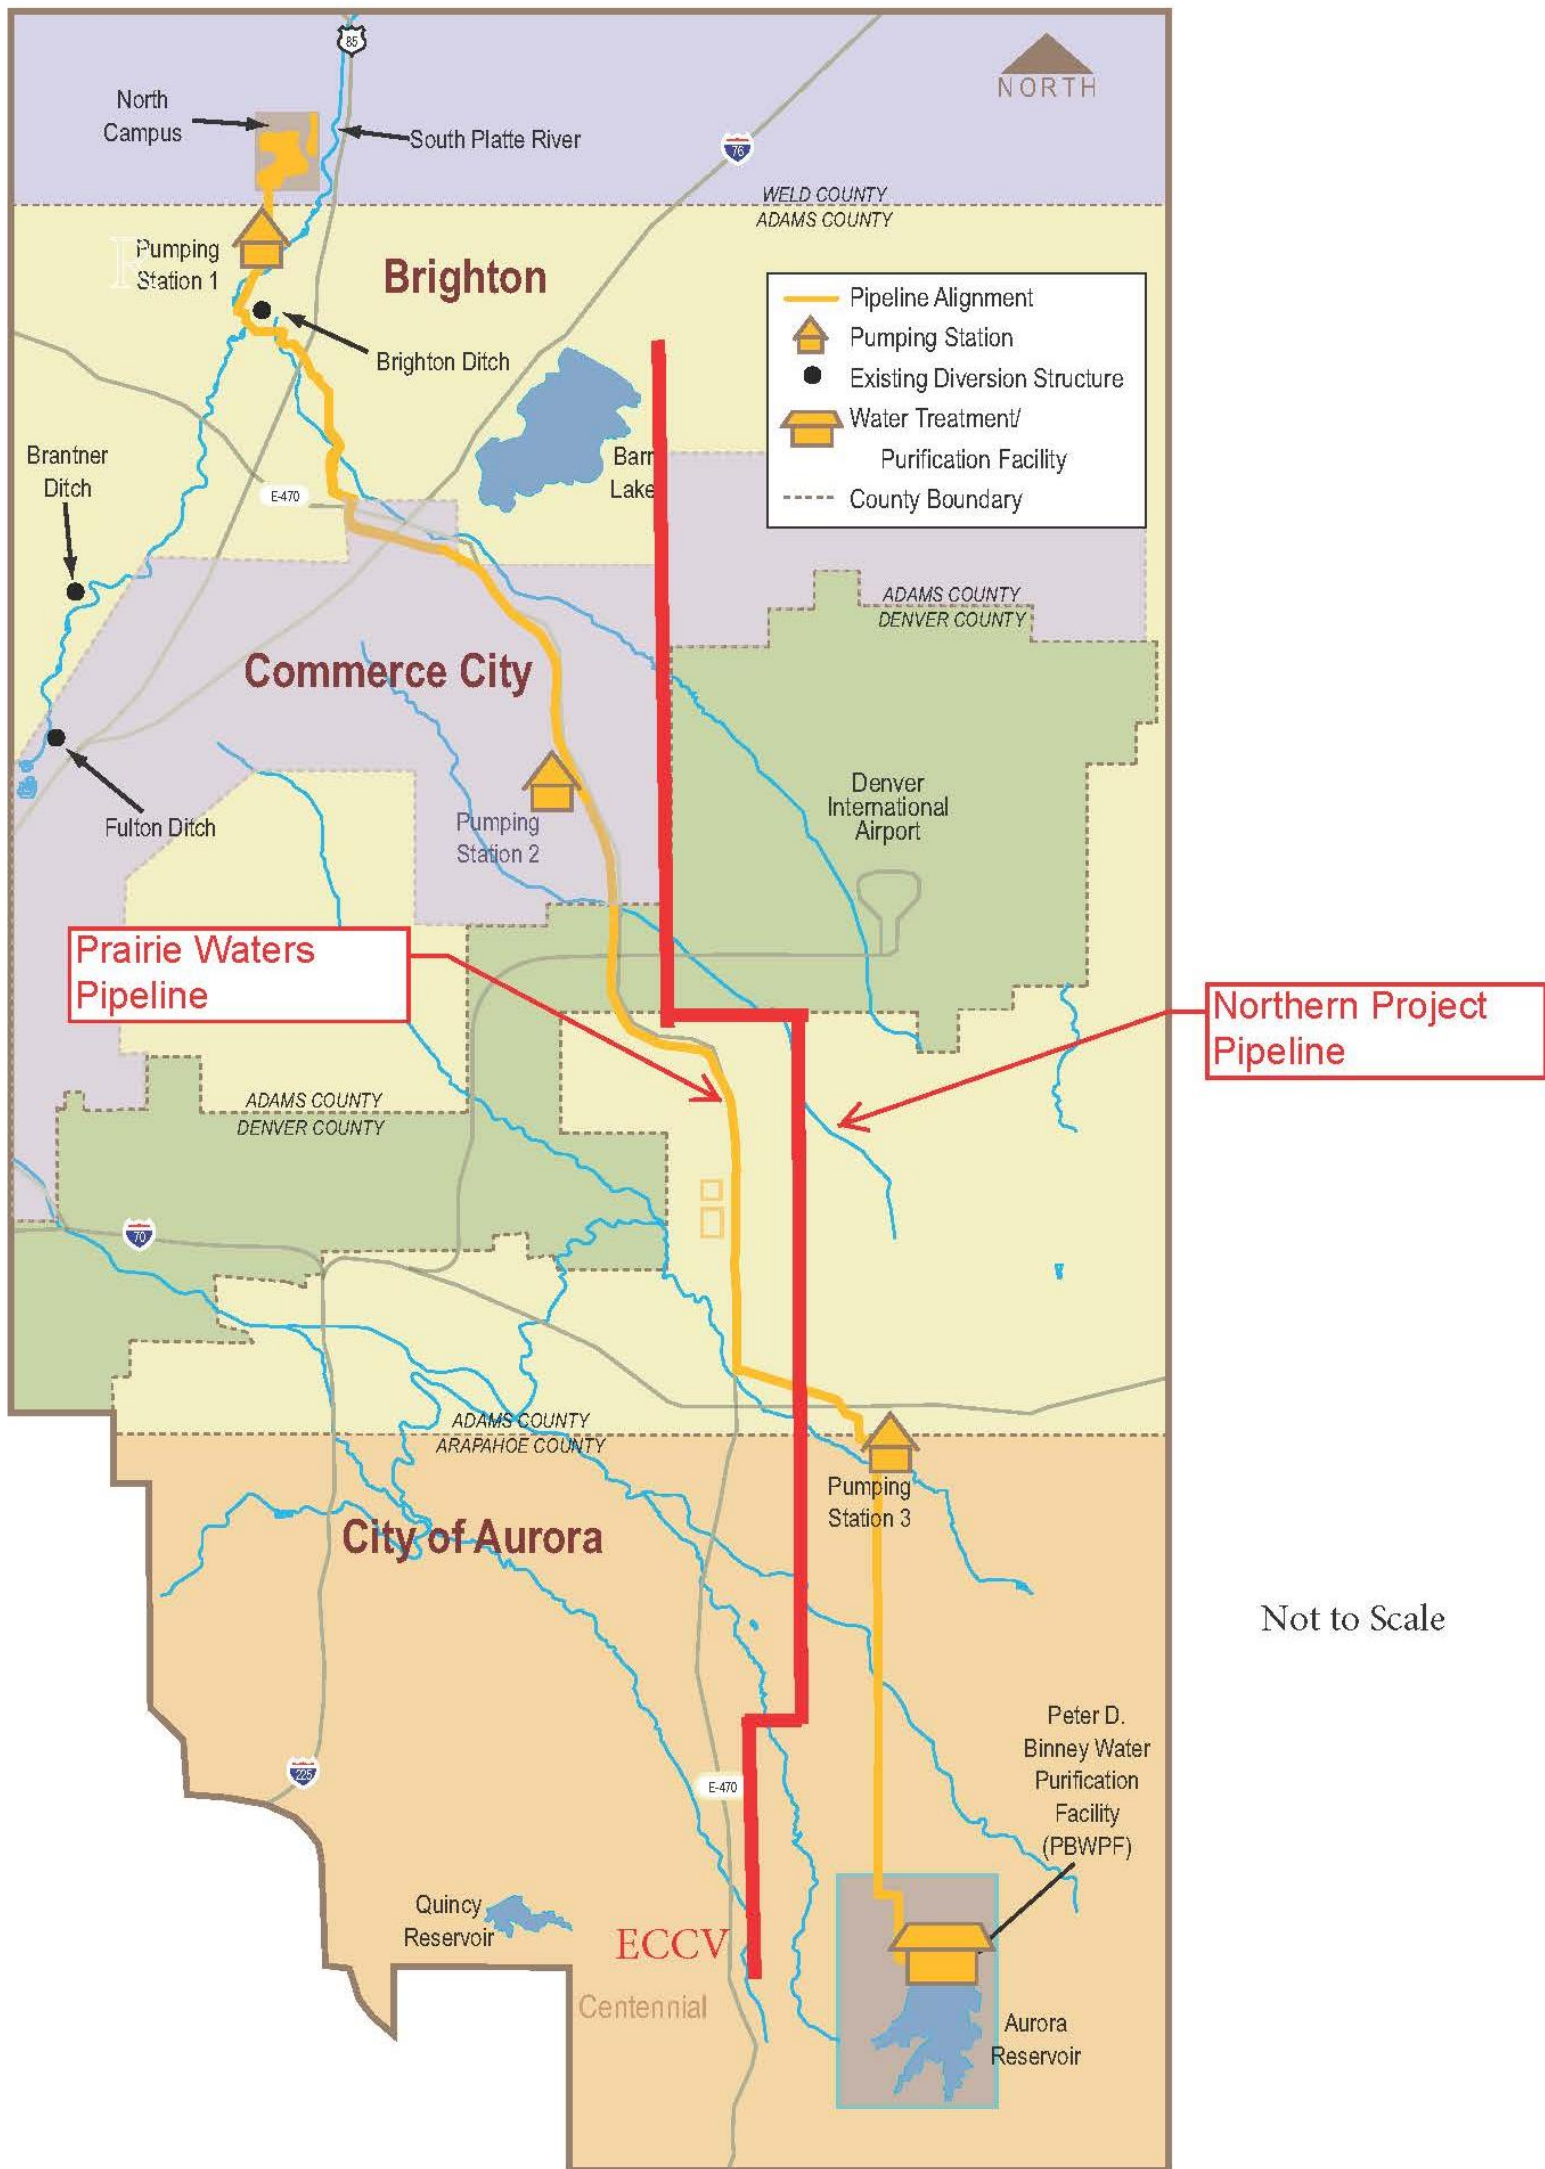 85
NORTH
North
Campus
South Platte River
76
WELD COUNTY
ADAMS COUNTY
R
Pumping
Station 1
Brighton
Pipeline Alignment
Pumping Station
Existing Diversion Structure
Water Treatment/
Purification Facility
County Boundary
Brighton Ditch
Barr
Lake
Brantner
Ditch
E-470
ADAMS COUNTY
DENVER COUNTY
Commerce City
Denver
International
Airport
Pumping
Station 2
Fulton Ditch
Prairie Waters
Pipeline
Northern Project
Pipeline
ADAMS COUNTY
DENVER COUNTY
70
ADAMS COUNTY
ARAPAHOE COUNTY
Pumping
Station 3
City of Aurora
Not to Scale
Peter D.
Binney Water
Purification
Facility
(PBWPF)
225
E-470
Quincy
Reservoir
ECCV
Centennial
Aurora
Reservoir